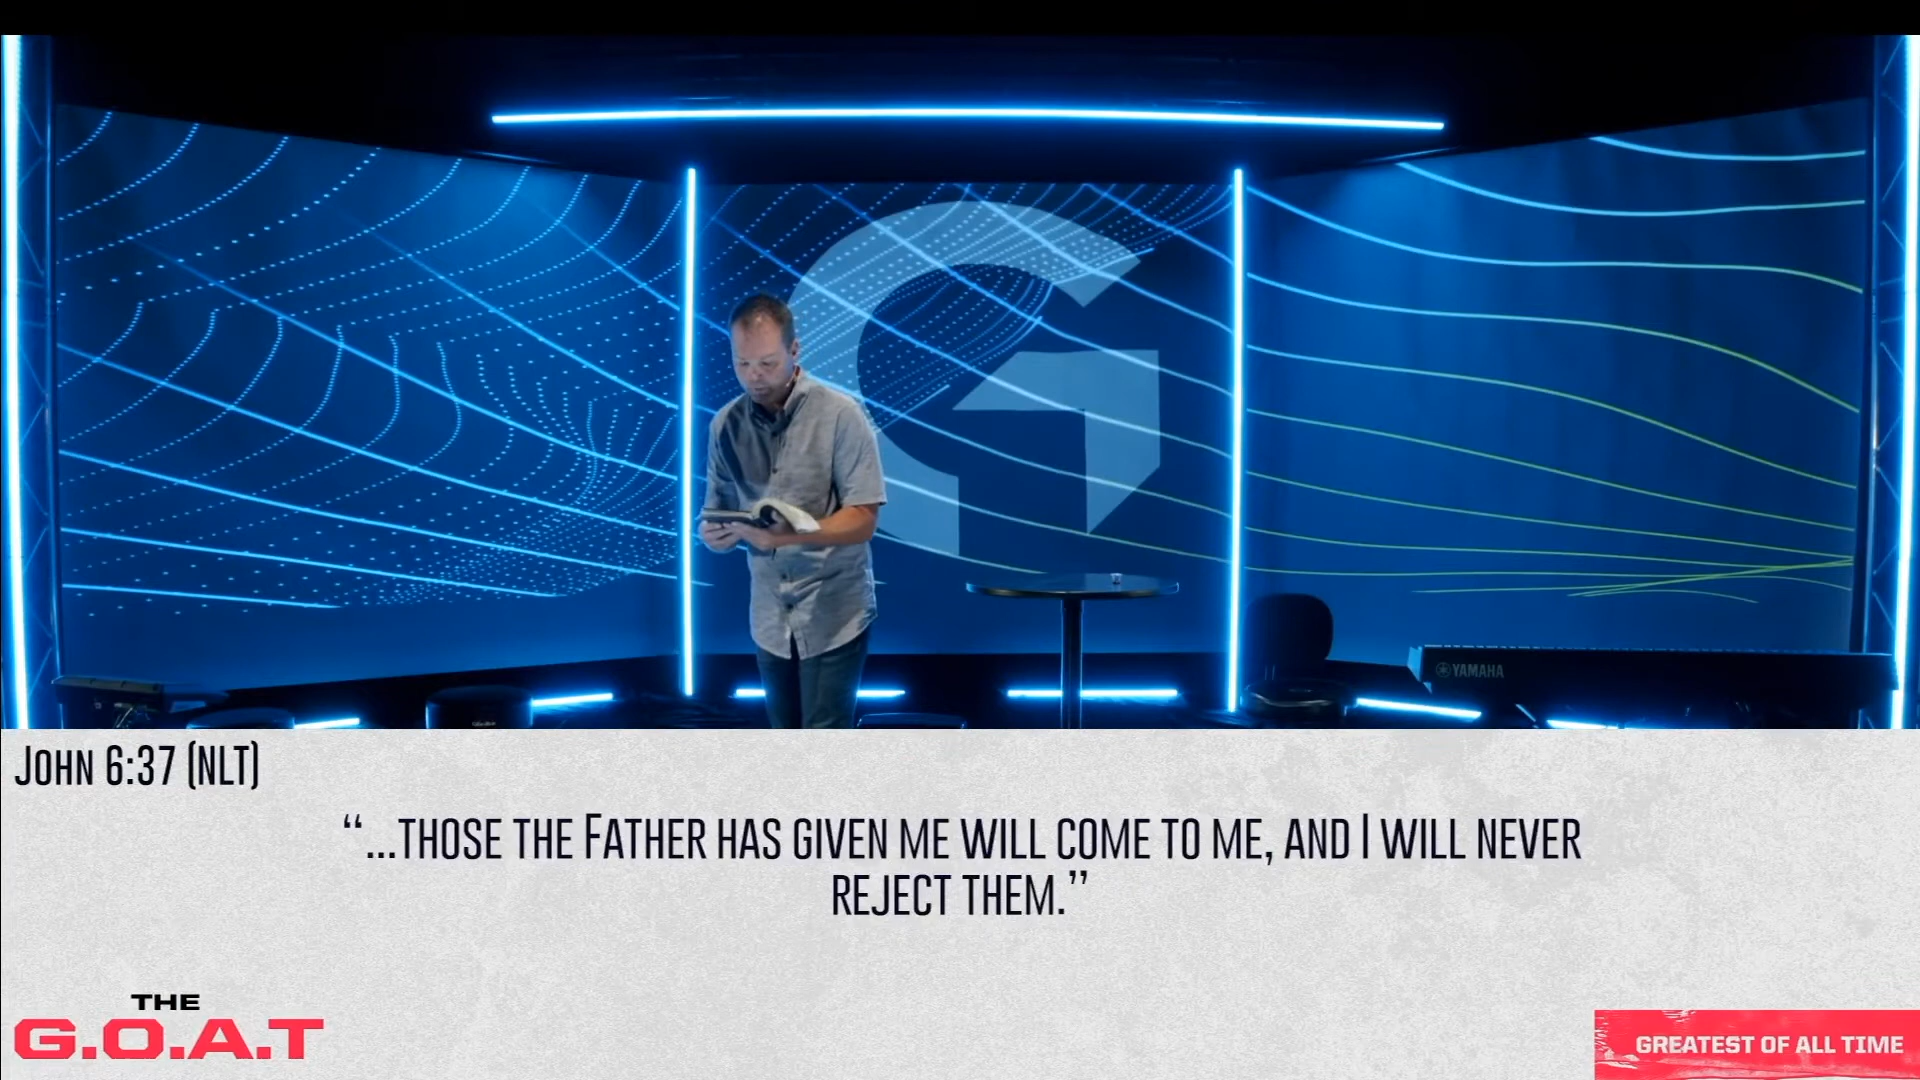 G
YAMAHA
John 6:37 (NLT)
“...those the Father has given me will come to me, and I will never
reject them.”
THE
G.O.A.T
GREATEST OF ALL TIME